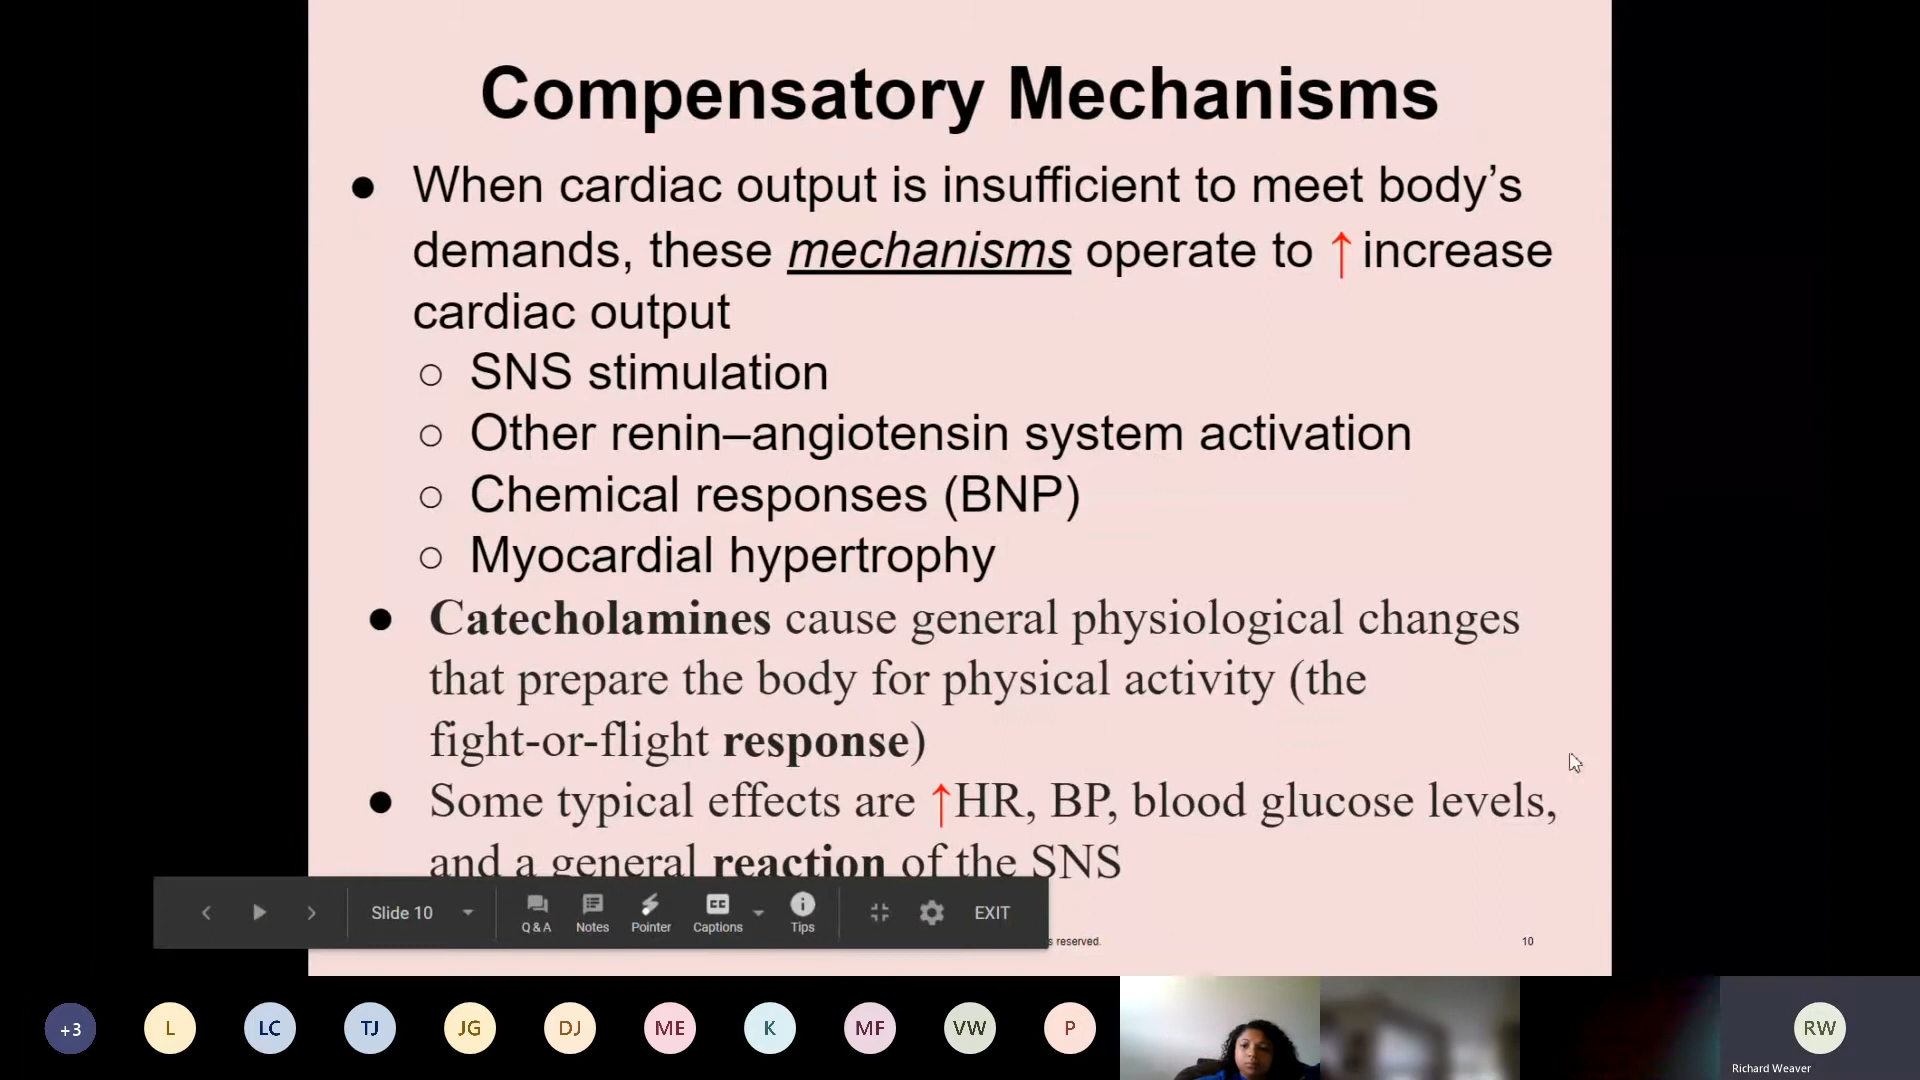 Compensatory Mechanisms
● When cardiac output is insufficient to meet body’s
demands, these mechanisms operate to ↑ increase
cardiac output
○ SNS stimulation
○ Other renin–angiotensin system activation
○ Chemical responses (BNP)
○ Myocardial hypertrophy
● Catecholamines cause general physiological changes
that prepare the body for physical activity (the
fight-or-flight response)
● Some typical effects are ↑HR, BP, blood glucose levels,
and a general reaction of the SNS
Slide 10
Q & A
Notes
Pointer
CC
Captions
Tips
EXIT
reserved.
10
+3
L
LC
TJ
JG
DJ
ME
K
MF
VW
P
RW
Richard Weaver